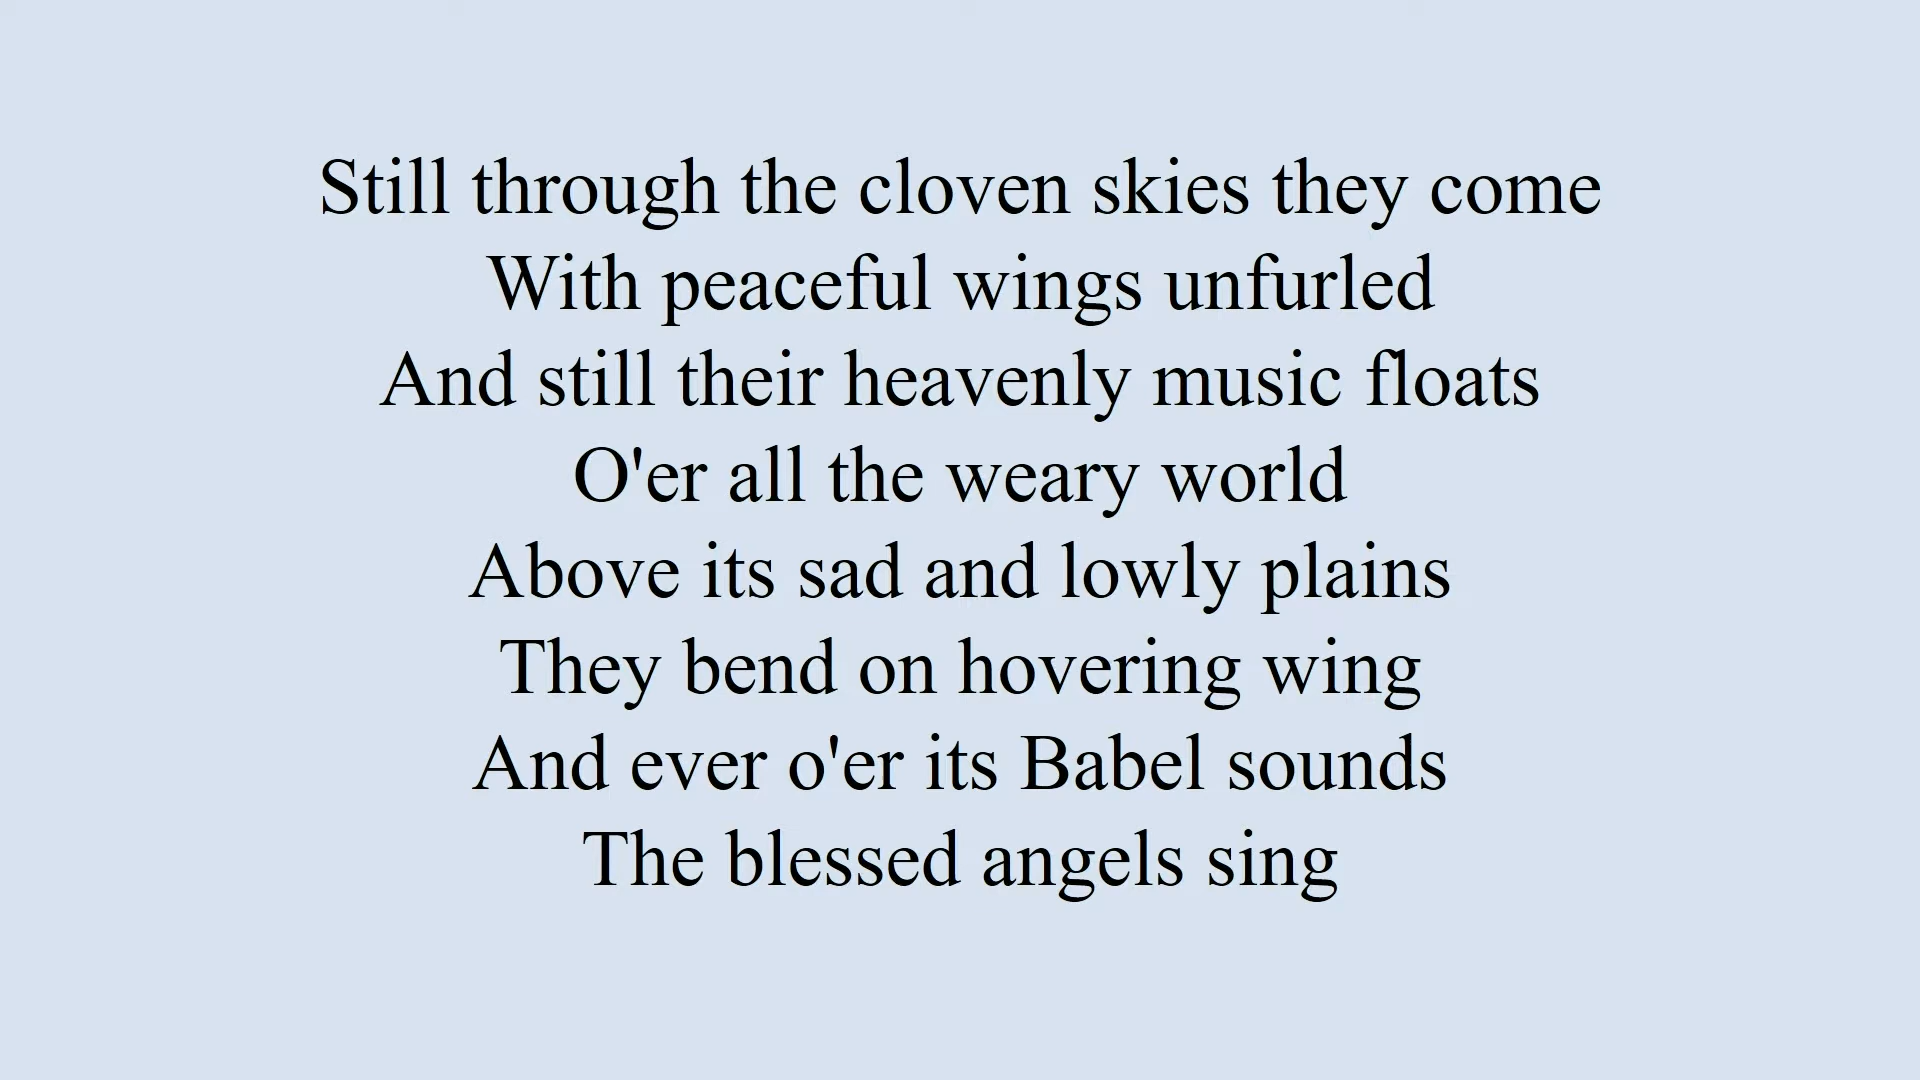 Still through the cloven skies they come
With peaceful wings unfurled
And still their heavenly music floats
O'er all the weary world
Above its sad and lowly plains
They bend on hovering wing
And ever o'er its Babel sounds
The blessed angels sing